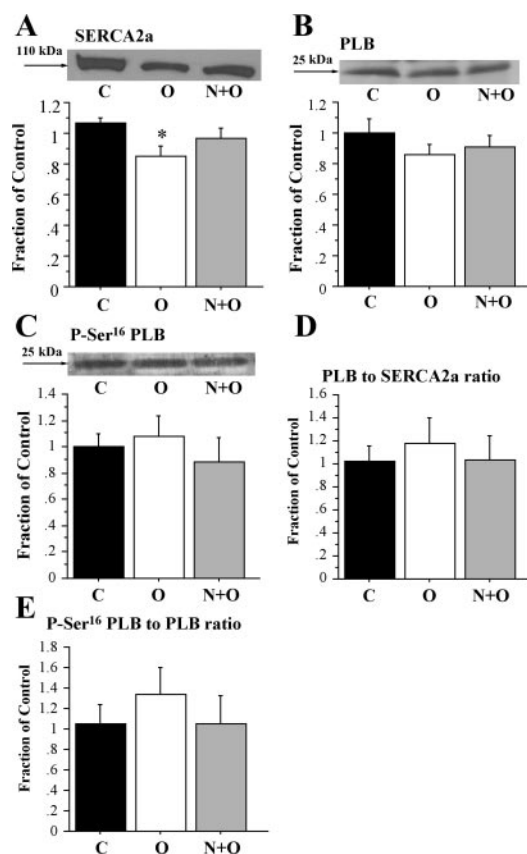 A
SERCA2a
110 kDa
C O N+O
Fraction of Control
1.2
1
.8
.6
.4
.2
0
*
C O N+O
B
PLB
25 kDa
C O N+O
Fraction of Control
1.2
1
.8
.6
.4
.2
0
C O N+O
C
P-Ser¹⁶ PLB
25 kDa
C O N+O
Fraction of Control
1.4
1.2
1
.8
.6
.4
.2
0
C O N+O
D
PLB to SERCA2a ratio
Fraction of Control
1.6
1.4
1.2
1
.8
.6
.4
.2
0
C O N+O
E
P-Ser¹⁶ PLB to PLB ratio
Fraction of Control
1.8
1.6
1.4
1.2
1
.8
.6
.4
.2
0
C O N+O